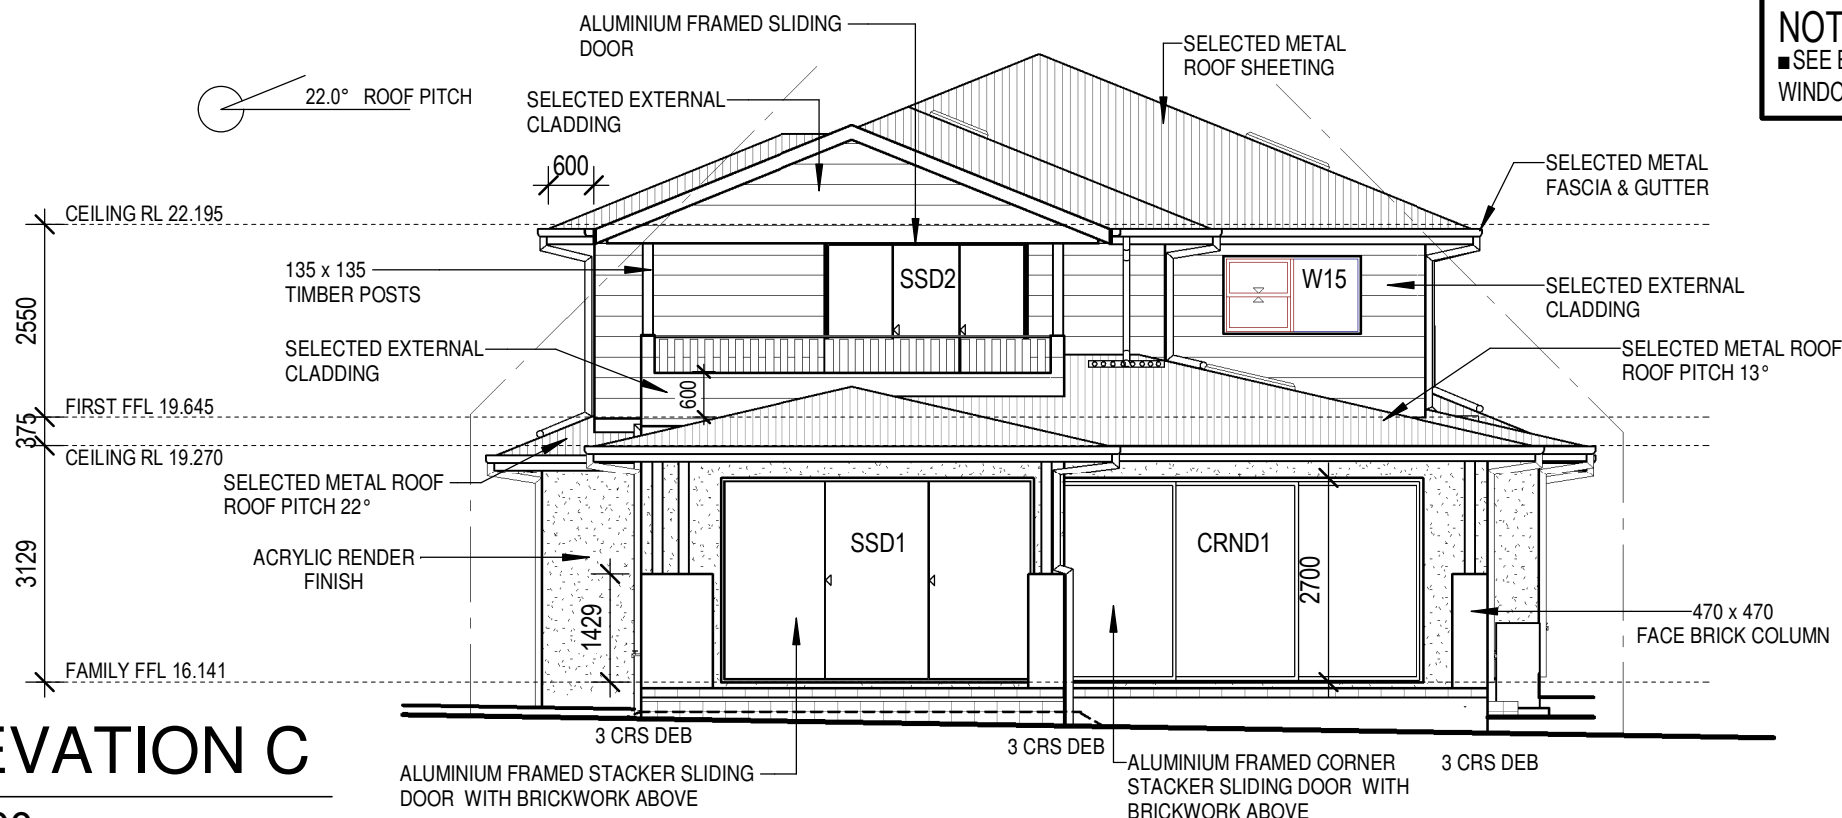 ALUMINIUM FRAMED SLIDING
DOOR
SELECTED METAL
ROOF SHEETING
NOT
■SEE
WINDO
22.0° ROOF PITCH
SELECTED EXTERNAL
CLADDING
600
SELECTED METAL
FASCIA & GUTTER
CEILING RL 22.195
135 x 135
TIMBER POSTS
SSD2
W15
SELECTED EXTERNAL
CLADDING
2550
SELECTED EXTERNAL
CLADDING
600
SELECTED METAL ROOF
ROOF PITCH 13°
FIRST FFL 19.645
375
CEILING RL 19.270
SELECTED METAL ROOF
ROOF PITCH 22°
3129
ACRYLIC RENDER
FINISH
SSD1
CRND1
2700
1429
470 x 470
FACE BRICK COLUMN
FAMILY FFL 16.141
EVATION C
3 CRS DEB
3 CRS DEB
3 CRS DEB
ALUMINIUM FRAMED STACKER SLIDING
DOOR WITH BRICKWORK ABOVE
ALUMINIUM FRAMED CORNER
STACKER SLIDING DOOR WITH
BRICKWORK ABOVE